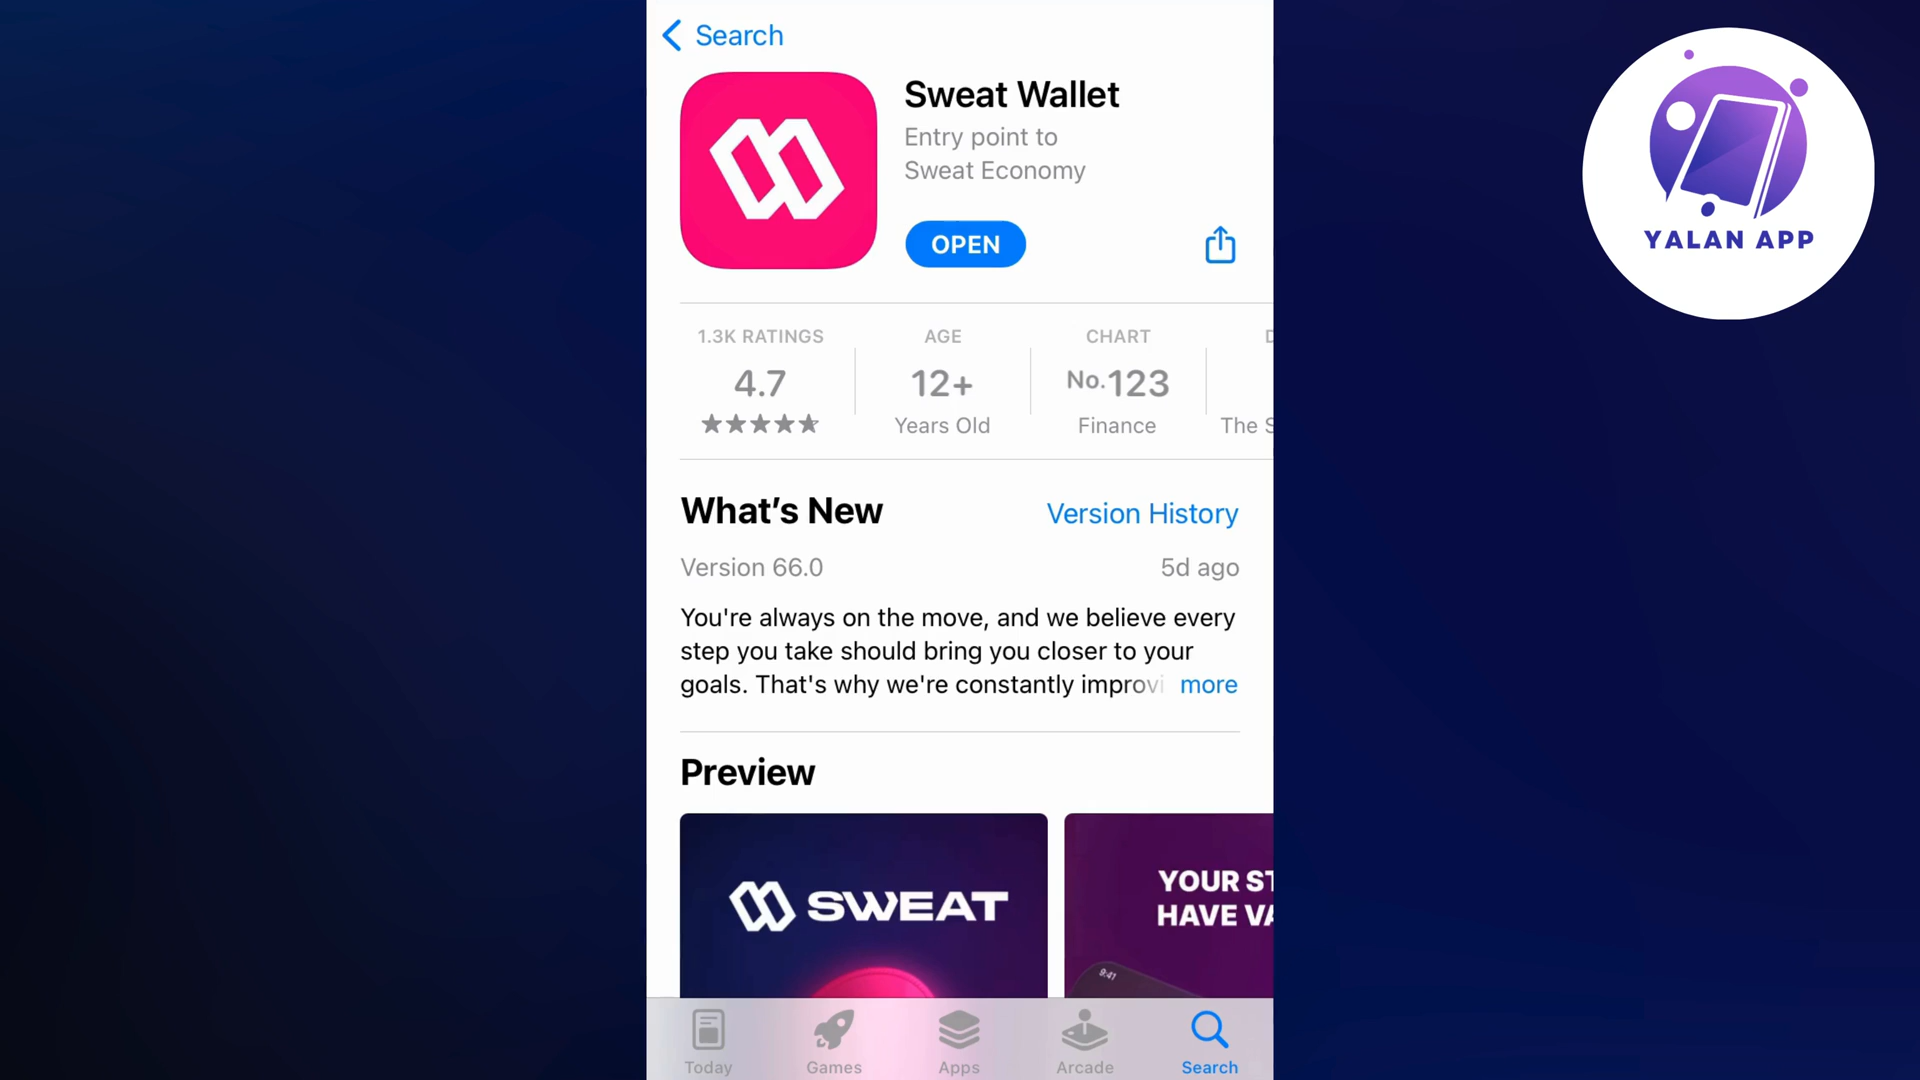 Search
Sweat Wallet
Entry point to
Sweat Economy
OPEN
YALAN APP
1.3K RATINGS
4.7
AGE
12+
Years Old
CHART
No.123
Finance
The S
What's New
Version History
Version 66.0
5d ago
You're always on the move, and we believe every
step you take should bring you closer to your
goals. That's why we're constantly improvi more
Preview
SWEAT
YOUR ST
HAVE VA
9:41
Today
Games
Apps
Arcade
Search